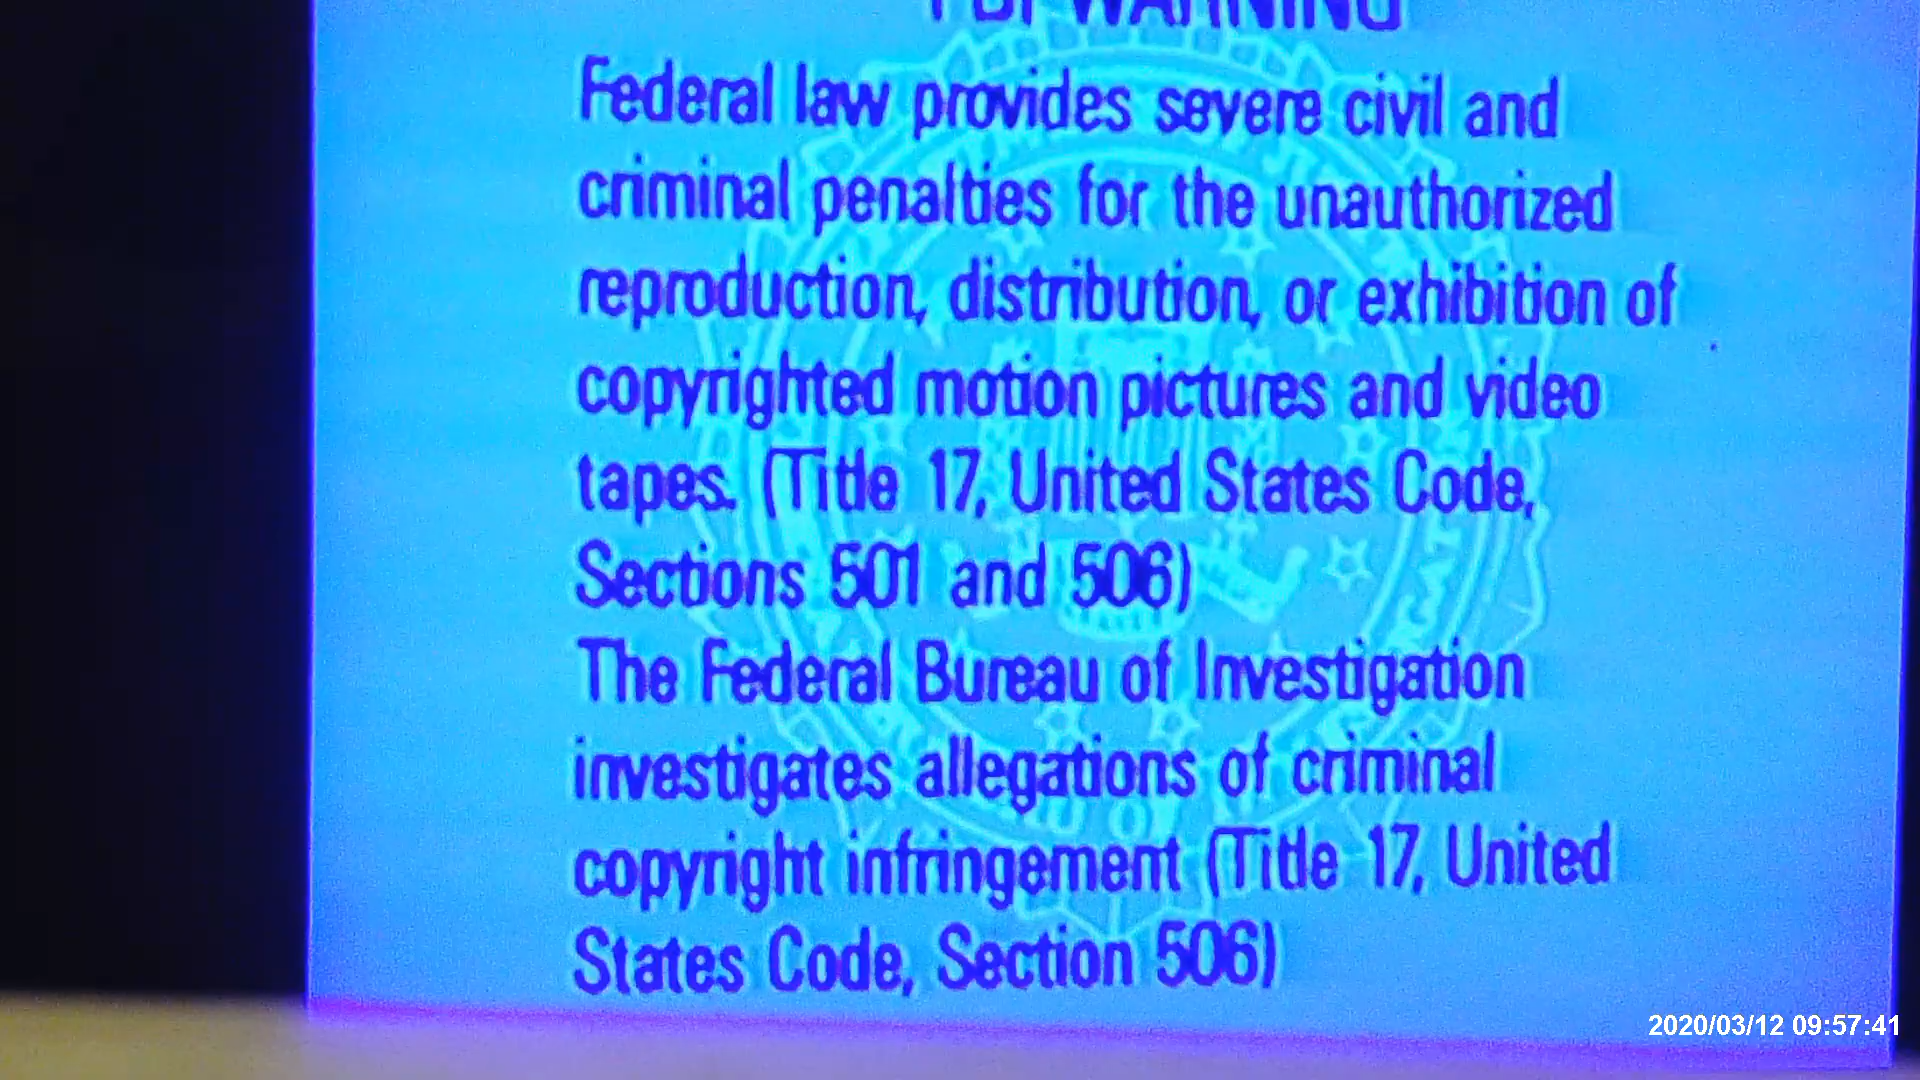 FBI WARNING
Federal law provides severe civil and
criminal penalties for the unauthorized
reproduction, distribution, or exhibition of
copyrighted motion pictures and video
tapes. (Title 17, United States Code,
Sections 501 and 506)
The Federal Bureau of Investigation
investigates allegations of criminal
copyright infringement (Title 17, United
States Code, Section 506)
2020/03/12 09:57:41